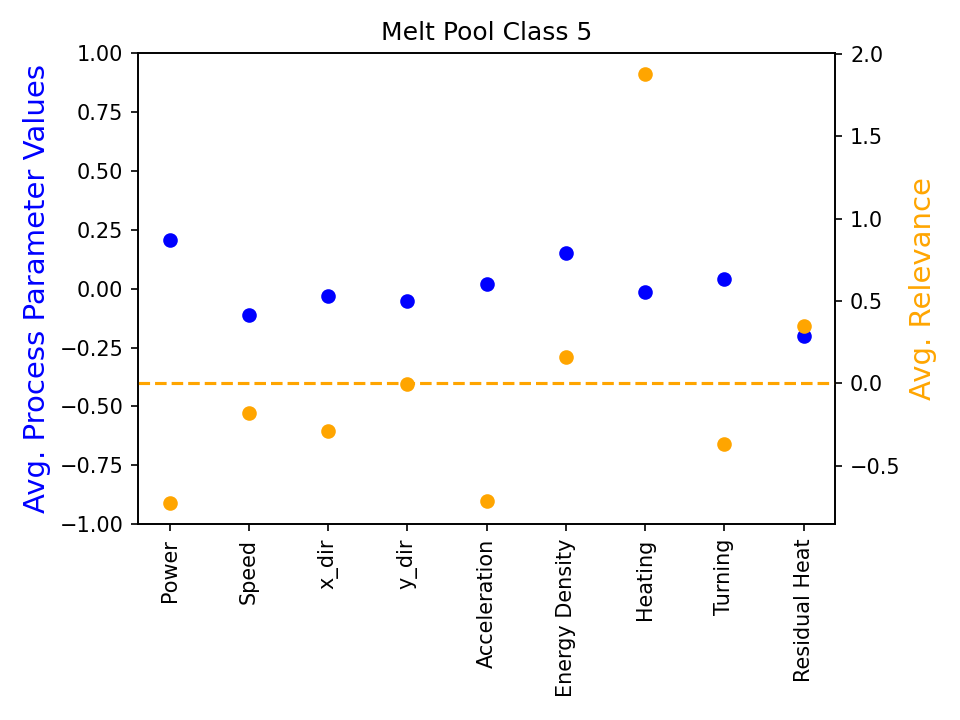 Melt Pool Class 5
Avg. Process Parameter Values
1.00
0.75
0.50
0.25
0.00
−0.25
−0.50
−0.75
−1.00
2.0
1.5
1.0
0.5
0.0
−0.5
Avg. Relevance
Power
Speed
x_dir
y_dir
Acceleration
Energy Density
Heating
Turning
Residual Heat